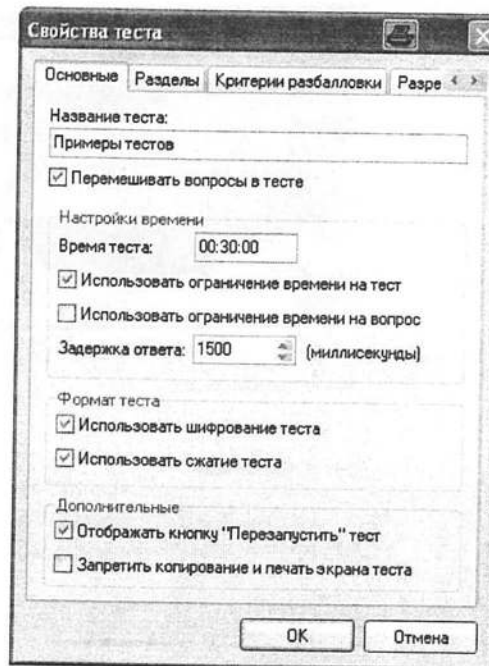 Свойства теста
Основные Разделы Критерии разбалловки Разре
Название теста:
Примеры тестов
Перемешивать вопросы в тесте
Настройки времени
Время теста: 00:30:00
Использовать ограничение времени на тест
Использовать ограничение времени на вопрос
Задержка ответа: 1500 (миллисекунды)
Формат теста
Использовать шифрование теста
Использовать сжатие теста
Дополнительные
Отображать кнопку "Перезапустить" тест
Запретить копирование и печать экрана теста
OK Отмена